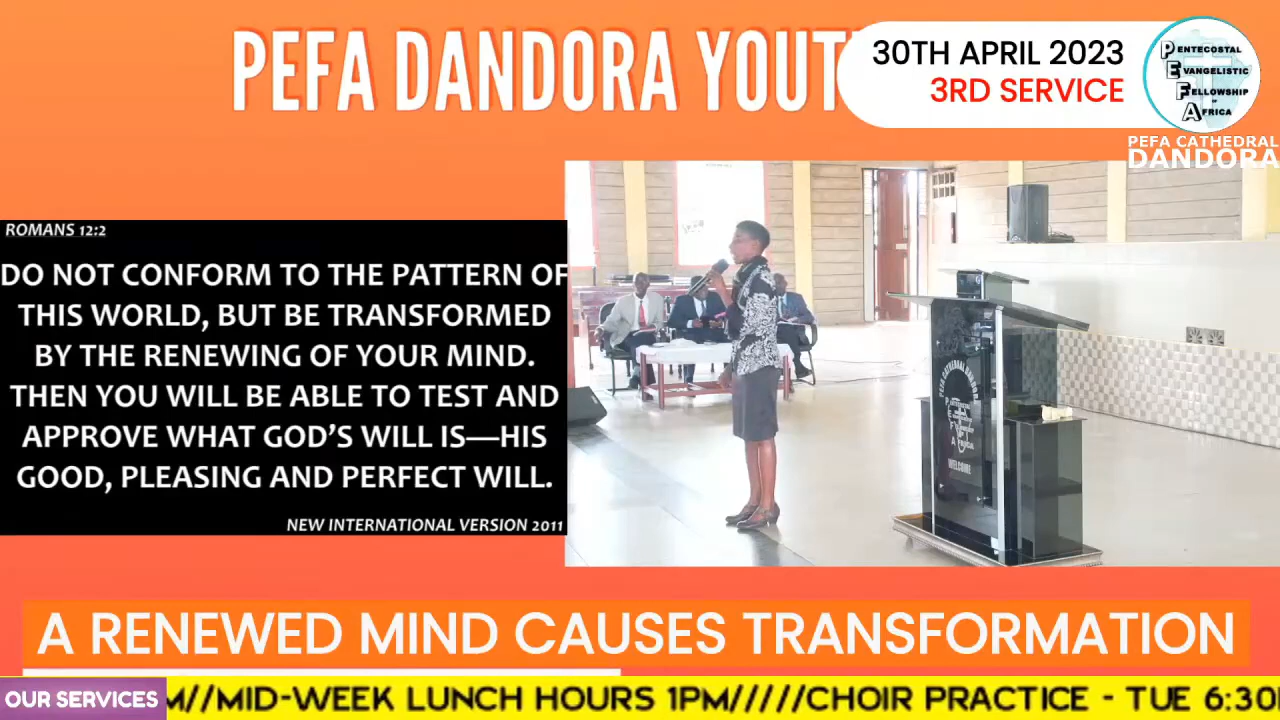 PEFA DANDORA YOUT
30TH APRIL 2023
3RD SERVICE
PENTECOSTAL
EVANGELISTIC
FELLOWSHIP
OF
AFRICA
PEFA CATHEDRAL
DANDORA
ROMANS 12:2
DO NOT CONFORM TO THE PATTERN OF
THIS WORLD, BUT BE TRANSFORMED
BY THE RENEWING OF YOUR MIND.
THEN YOU WILL BE ABLE TO TEST AND
APPROVE WHAT GOD'S WILL IS—HIS
GOOD, PLEASING AND PERFECT WILL.
NEW INTERNATIONAL VERSION 2011
PEFA CATHEDRAL DANDORA
WELCOME
A RENEWED MIND CAUSES TRANSFORMATION
OUR SERVICES
M//MID-WEEK LUNCH HOURS 1PM/////CHOIR PRACTICE - TUE 6:30